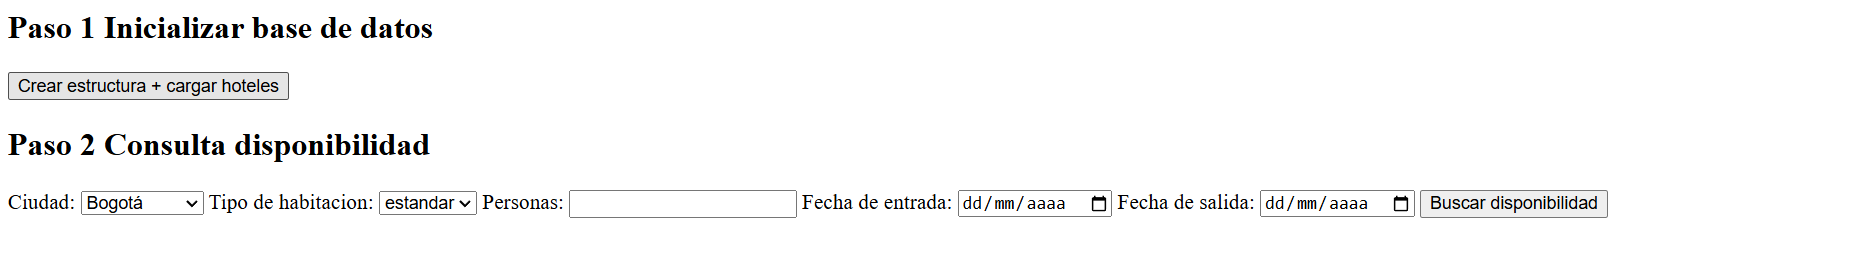 Paso 1 Inicializar base de datos
Crear estructura + cargar hoteles
Paso 2 Consulta disponibilidad
Ciudad: Bogotá Tipo de habitacion: estandar Personas: Fecha de entrada: dd/mm/aaaa Fecha de salida: dd/mm/aaaa Buscar disponibilidad